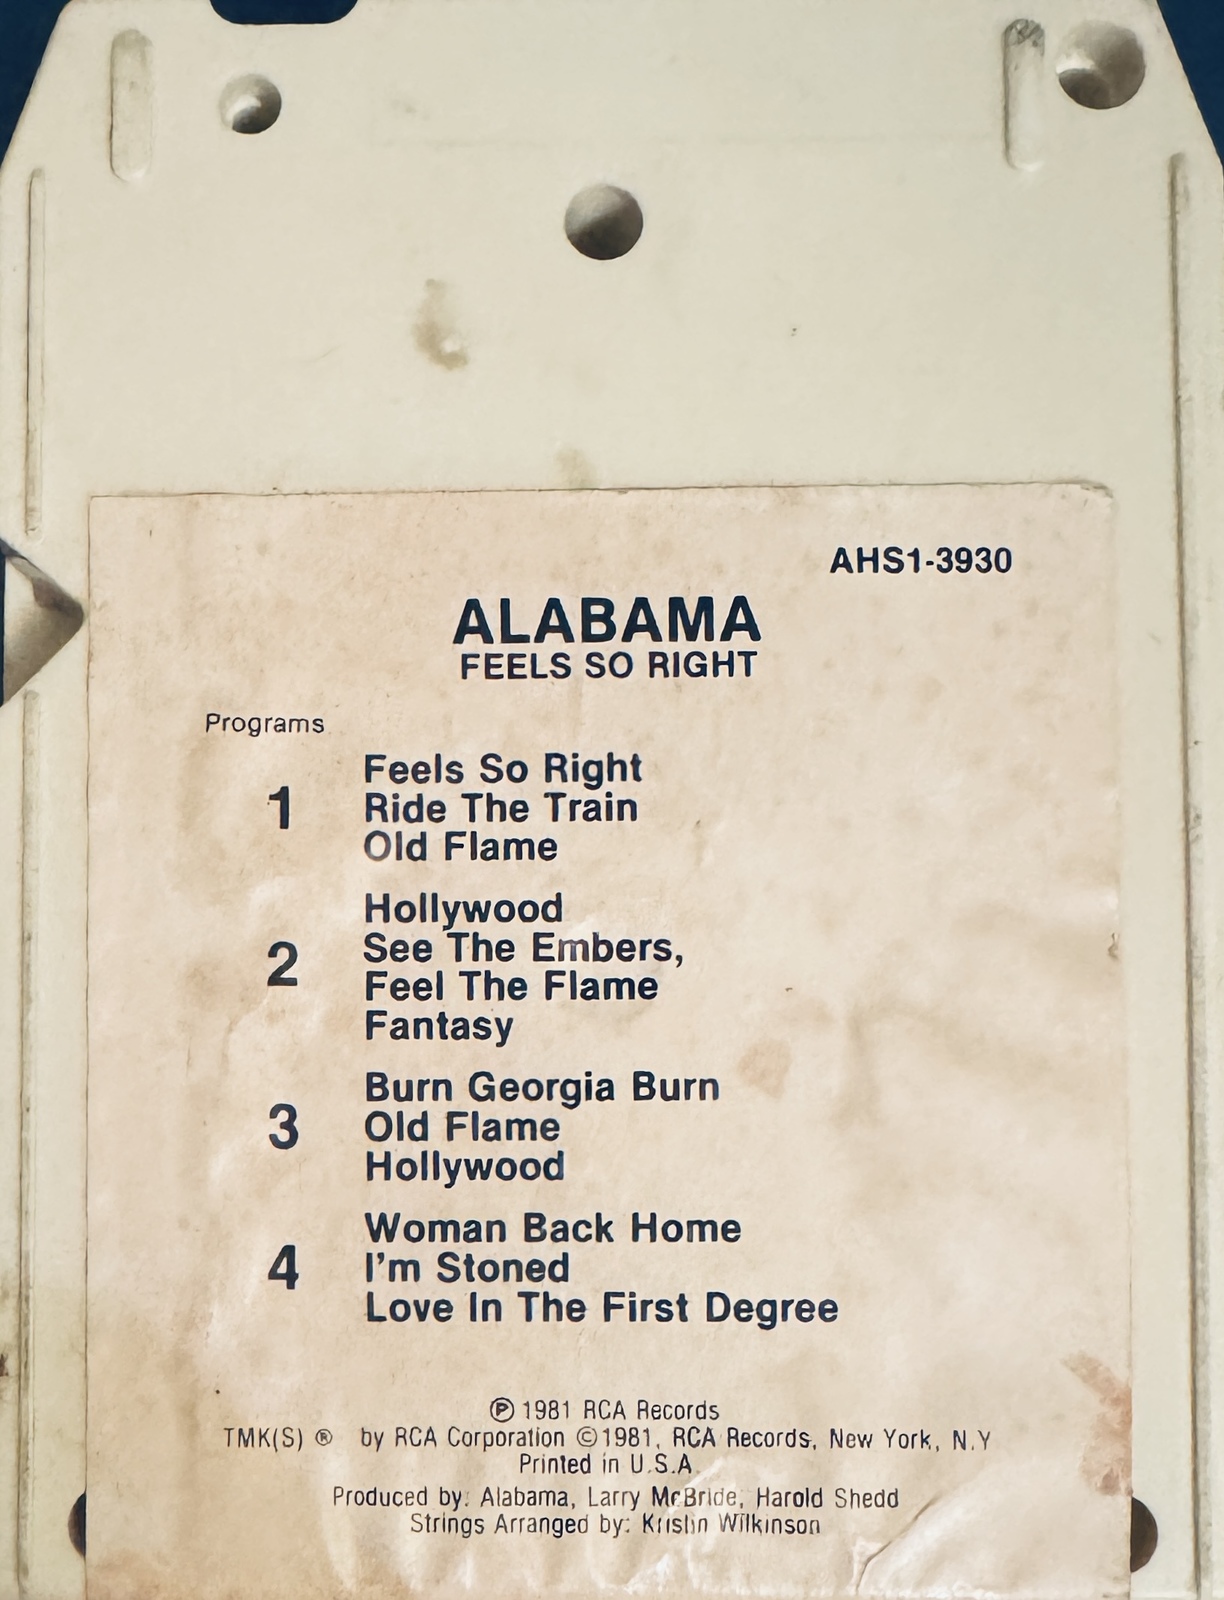 AHS1-3930
ALABAMA
FEELS SO RIGHT
Programs
1
Feels So Right
Ride The Train
Old Flame
2
Hollywood
See The Embers,
Feel The Flame
Fantasy
3
Burn Georgia Burn
Old Flame
Hollywood
4
Woman Back Home
I'm Stoned
Love In The First Degree
℗ 1981 RCA Records
TMK(S) ® by RCA Corporation ©1981, RCA Records, New York, N.Y
Printed in U.S.A.
Produced by: Alabama, Larry McBride, Harold Shedd
Strings Arranged by: Kristin Wilkinson